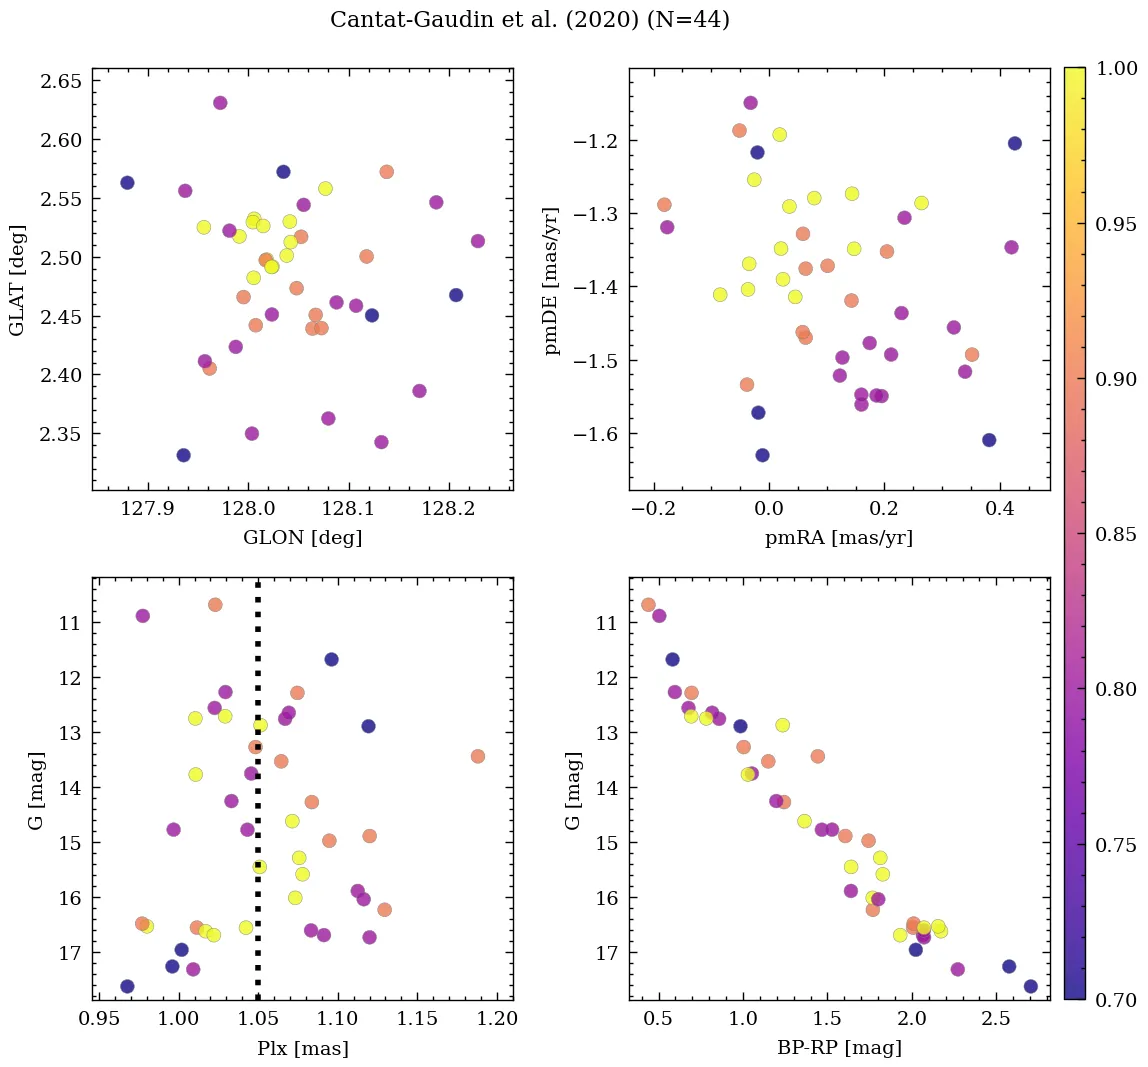 Cantat-Gaudin et al. (2020) (N=44)
2.65
2.60
2.55
2.50
2.45
2.40
2.35
GLAT [deg]
127.9 128.0 128.1 128.2
GLON [deg]
−1.2
−1.3
−1.4
−1.5
−1.6
pmDE [mas/yr]
−0.2 0.0 0.2 0.4
pmRA [mas/yr]
11
12
13
14
15
16
17
G [mag]
0.95 1.00 1.05 1.10 1.15 1.20
Plx [mas]
11
12
13
14
15
16
17
G [mag]
0.5 1.0 1.5 2.0 2.5
BP-RP [mag]
1.00
0.95
0.90
0.85
0.80
0.75
0.70